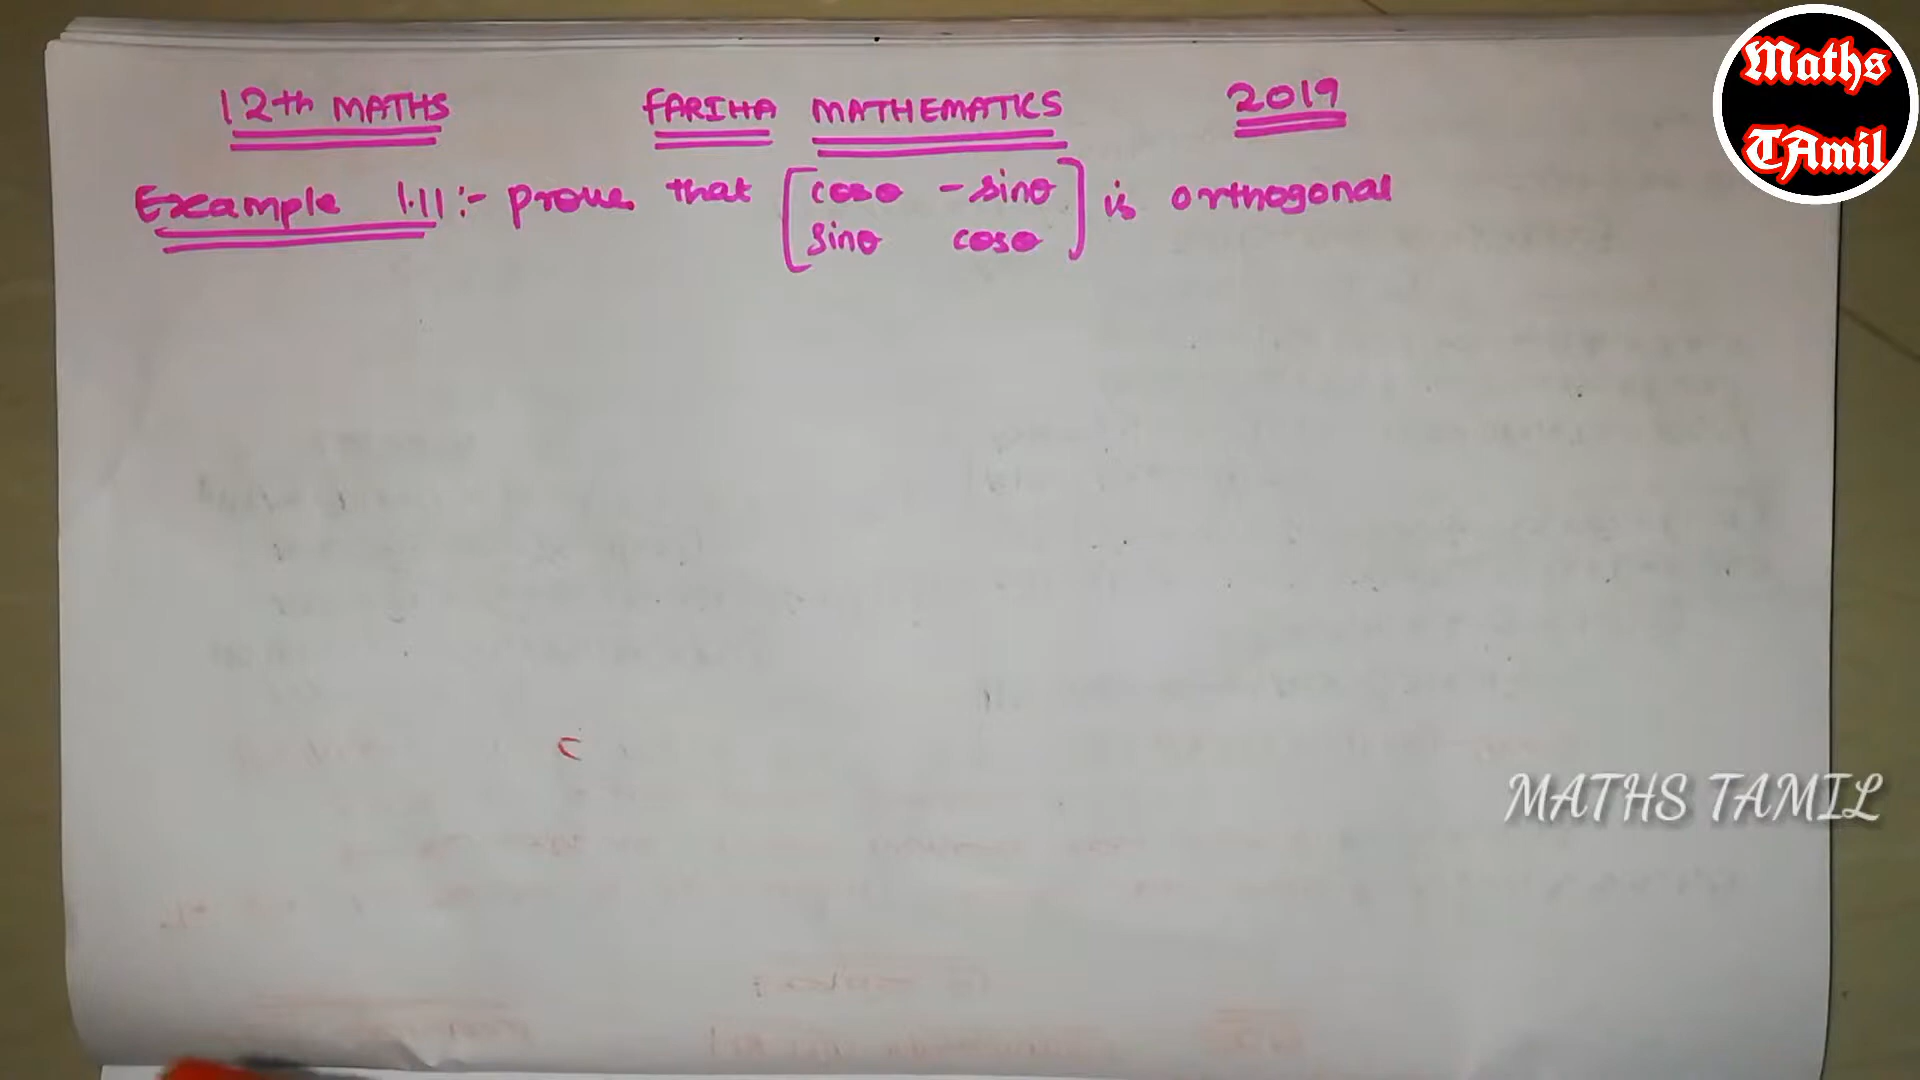 12th MATHS FARIHA MATHEMATICS 2019
Example 1.11:- prove that [cosθ -sinθ] is orthogonal
[sinθ cosθ]
Maths
TAmil
MATHS TAMIL